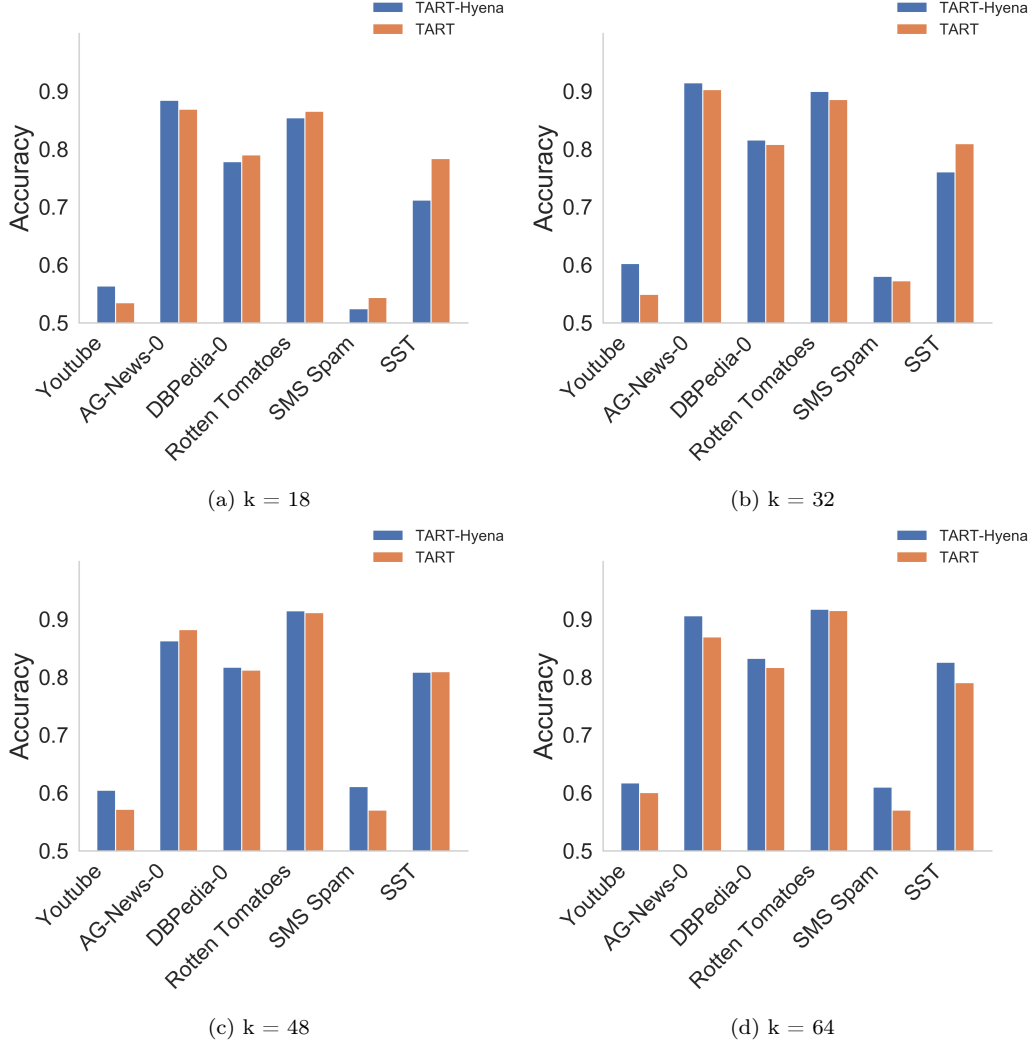 TART-Hyena
TART
Accuracy
0.9
0.8
0.7
0.6
0.5
Youtube
AG-News-0
DBPedia-0
Rotten Tomatoes
SMS Spam
SST
(a) k = 18
TART-Hyena
TART
Accuracy
0.9
0.8
0.7
0.6
0.5
Youtube
AG-News-0
DBPedia-0
Rotten Tomatoes
SMS Spam
SST
(b) k = 32
TART-Hyena
TART
Accuracy
0.9
0.8
0.7
0.6
0.5
Youtube
AG-News-0
DBPedia-0
Rotten Tomatoes
SMS Spam
SST
(c) k = 48
TART-Hyena
TART
Accuracy
0.9
0.8
0.7
0.6
0.5
Youtube
AG-News-0
DBPedia-0
Rotten Tomatoes
SMS Spam
SST
(d) k = 64